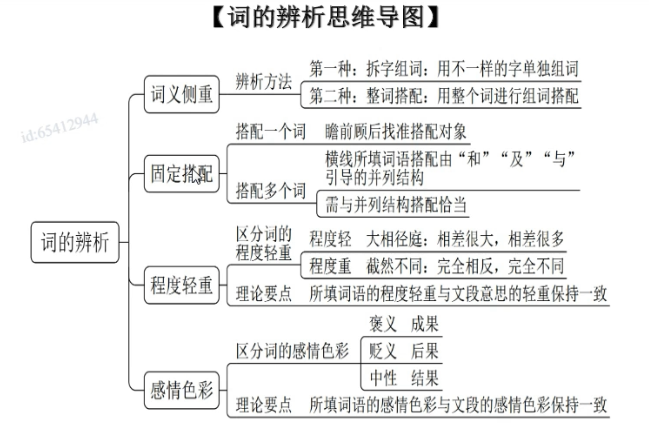 【词的辨析思维导图】
词的辨析
词义侧重
辨析方法
第一种：拆字组词：用不一样的字单独组词
第二种：整词搭配：用整个词进行组词搭配
固定搭配
搭配一个词 瞻前顾后找准搭配对象
搭配多个词
横线所填词语搭配由“和”“及”“与”
引导的并列结构
需与并列结构搭配恰当
程度轻重
区分词的
程度轻重
程度轻 大相径庭：相差很大，相差很多
程度重 截然不同：完全相反，完全不同
理论要点 所填词语的程度轻重与文段意思的轻重保持一致
感情色彩
区分词的感情色彩
褒义 成果
贬义 后果
中性 结果
理论要点 所填词语的感情色彩与文段的感情色彩保持一致
id:65412944